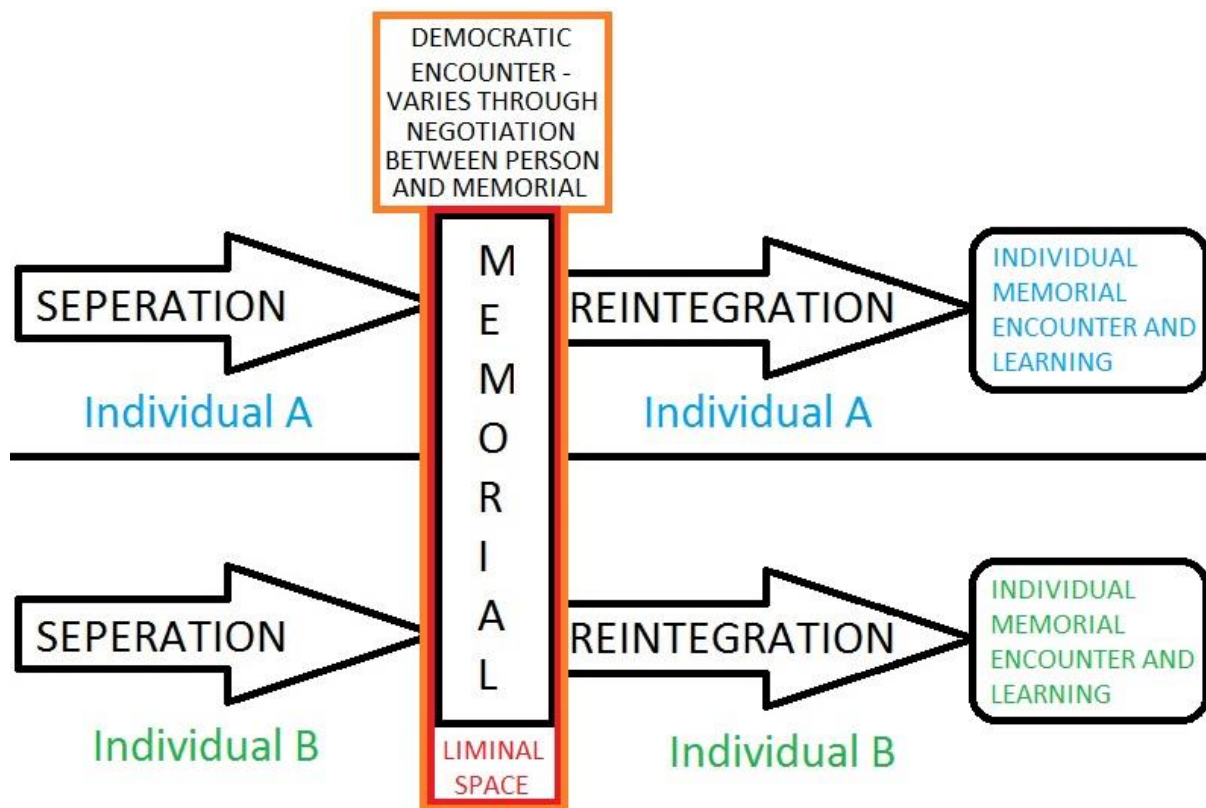 DEMOCRATIC
ENCOUNTER -
VARIES THROUGH
NEGOTIATION
BETWEEN PERSON
AND MEMORIAL
SEPERATION
Individual A
M
E
M
O
R
I
A
L
LIMINAL
SPACE
REINTEGRATION
Individual A
INDIVIDUAL
MEMORIAL
ENCOUNTER AND
LEARNING
SEPERATION
Individual B
REINTEGRATION
Individual B
INDIVIDUAL
MEMORIAL
ENCOUNTER AND
LEARNING